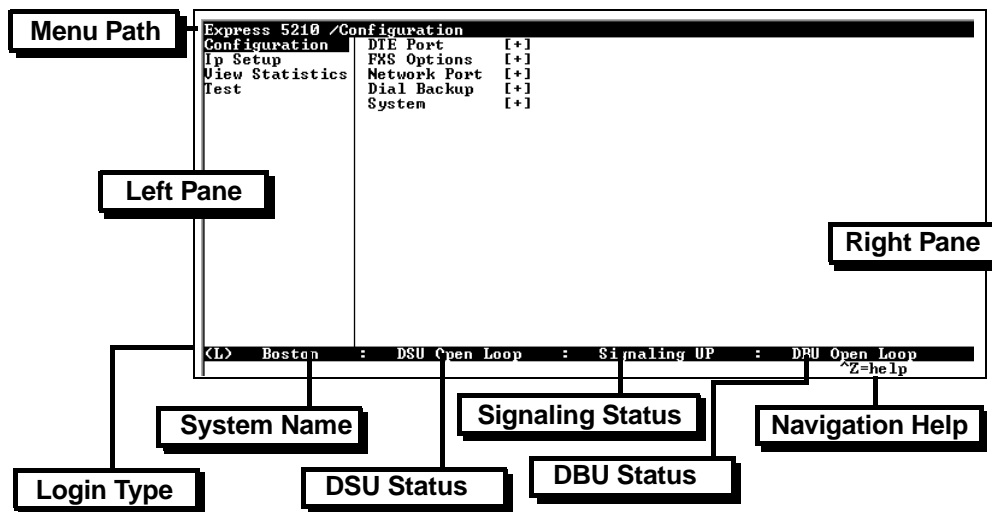 Menu Path
Express 5210 /Configuration
Configuration DTE Port [+]
Ip Setup FXS Options [+]
View Statistics Network Port [+]
Test Dial Backup [+]
System [+]
Left Pane
Right Pane
(L) Boston : DSU Open Loop : Signaling UP : DBU Open Loop
^Z=help
System Name
Signaling Status
Navigation Help
Login Type
DSU Status
DBU Status